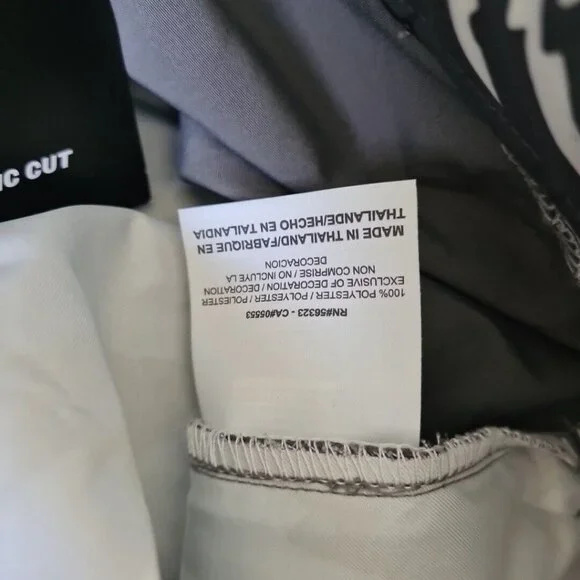 IC CUT
RN#56323 - CA#05553
100% POLYESTER / POLYESTER / POLIESTER
EXCLUSIVE OF DECORATION / DECORATION
NON COMPRISE / NO INCLUYE LA
DECORACION
MADE IN THAILAND/FABRIQUE EN
THAILANDE/HECHO EN TAILANDIA